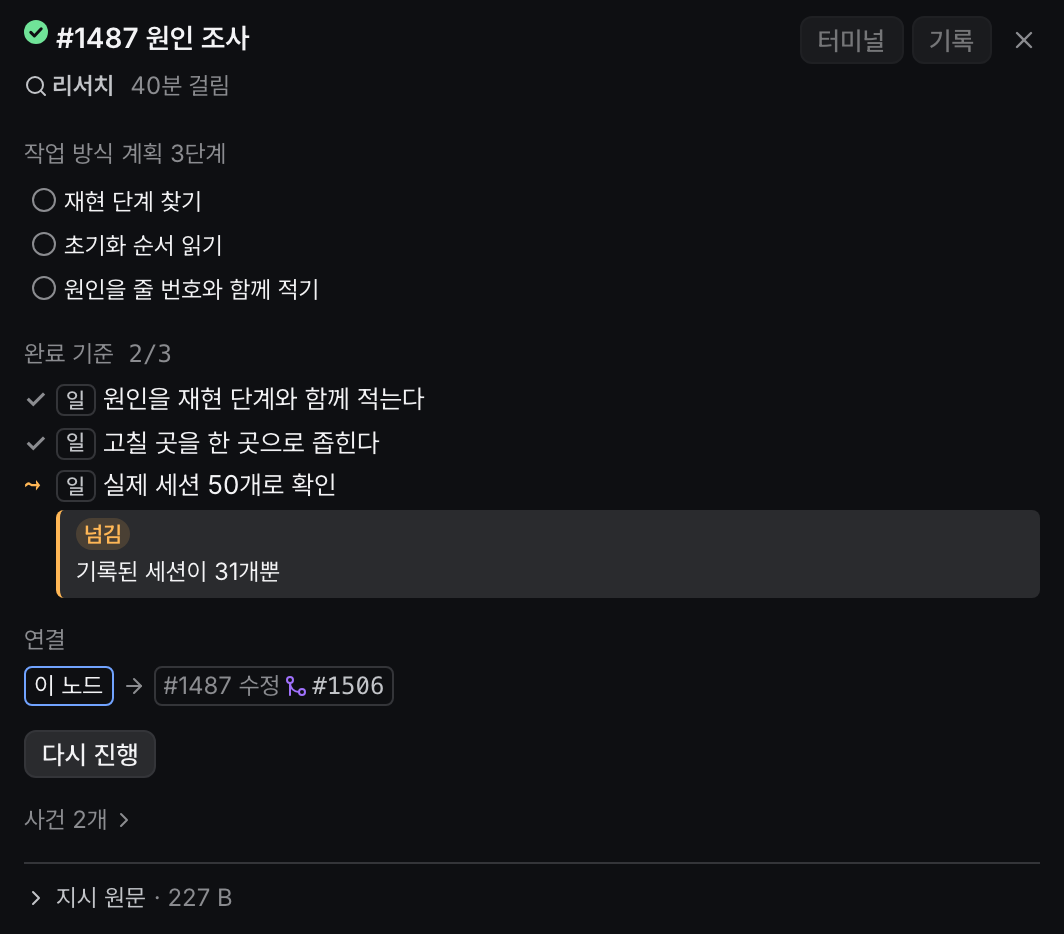 #1487 원인 조사
터미널 기록
리서치 40분 걸림
작업 방식 계획 3단계
재현 단계 찾기
초기화 순서 읽기
원인을 줄 번호와 함께 적기
완료 기준 2/3
일 원인을 재현 단계와 함께 적는다
일 고칠 곳을 한 곳으로 좁힌다
일 실제 세션 50개로 확인
넘김
기록된 세션이 31개뿐
연결
이 노드 → #1487 수정 #1506
다시 진행
사건 2개
지시 원문 · 227 B